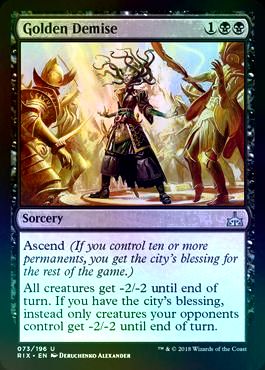 Golden Demise 1
Sorcery
Ascend (If you control ten or more
permanents, you get the city's blessing for
the rest of the game.)
All creatures get -2/-2 until end of
turn. If you have the city's blessing,
instead only creatures your opponents
control get -2/-2 until end of turn.
073/196 U
RIX • EN Deruchenko Alexander ™ & © 2018 Wizards of the Coast